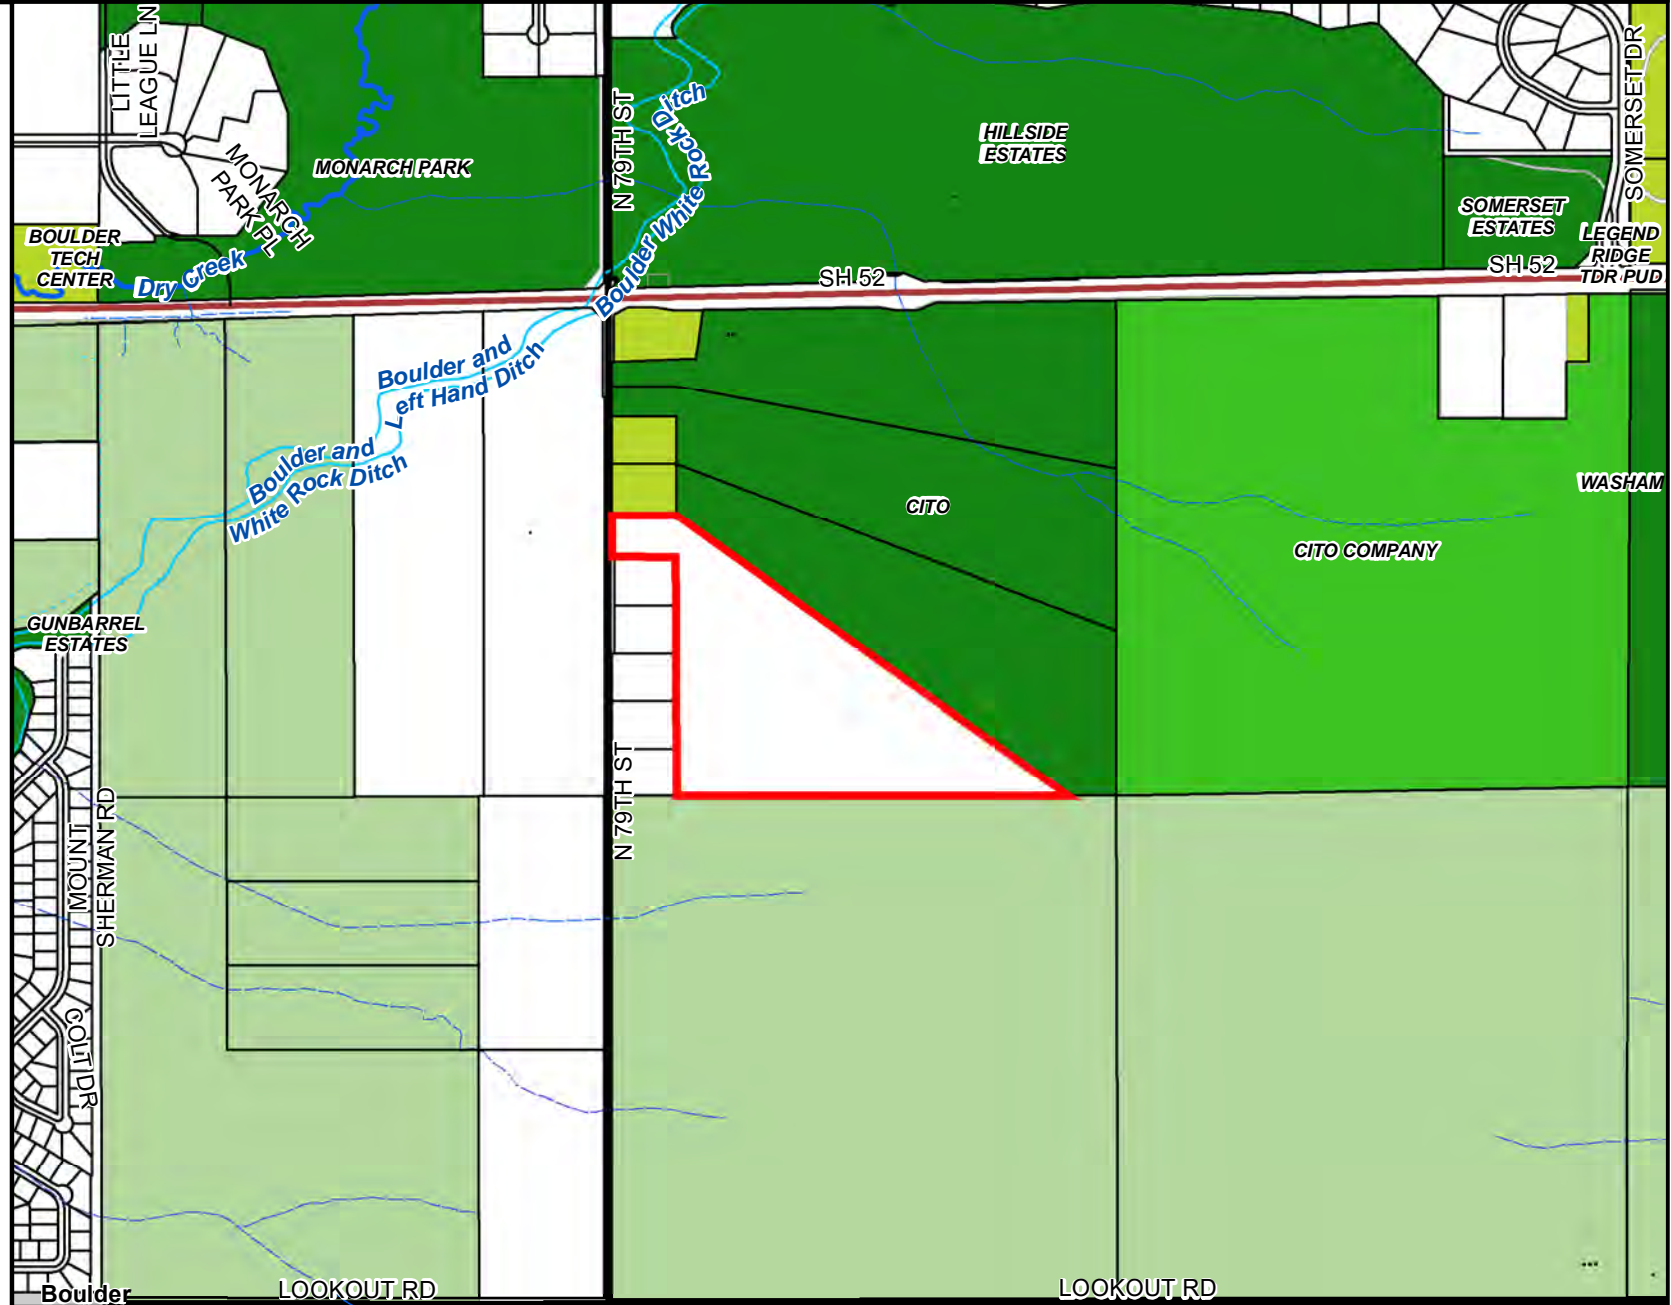 LITTLE
LEAGUE LN
N 79TH ST
Boulder White Rock Ditch
SOMERSET DR
HILLSIDE
ESTATES
MONARCH PARK
MONARCH
PARK PL
SOMERSET
ESTATES
BOULDER
TECH
CENTER
Dry Creek
LEGEND
RIDGE
TDR PUD
SH 52
SH 52
Boulder and
Left Hand Ditch
Boulder and
White Rock Ditch
WASHAM
CITO
CITO COMPANY
GUNBARREL
ESTATES
N 79TH ST
MOUNT
SHERMAN RD
COLT DR
Boulder
LOOKOUT RD
LOOKOUT RD